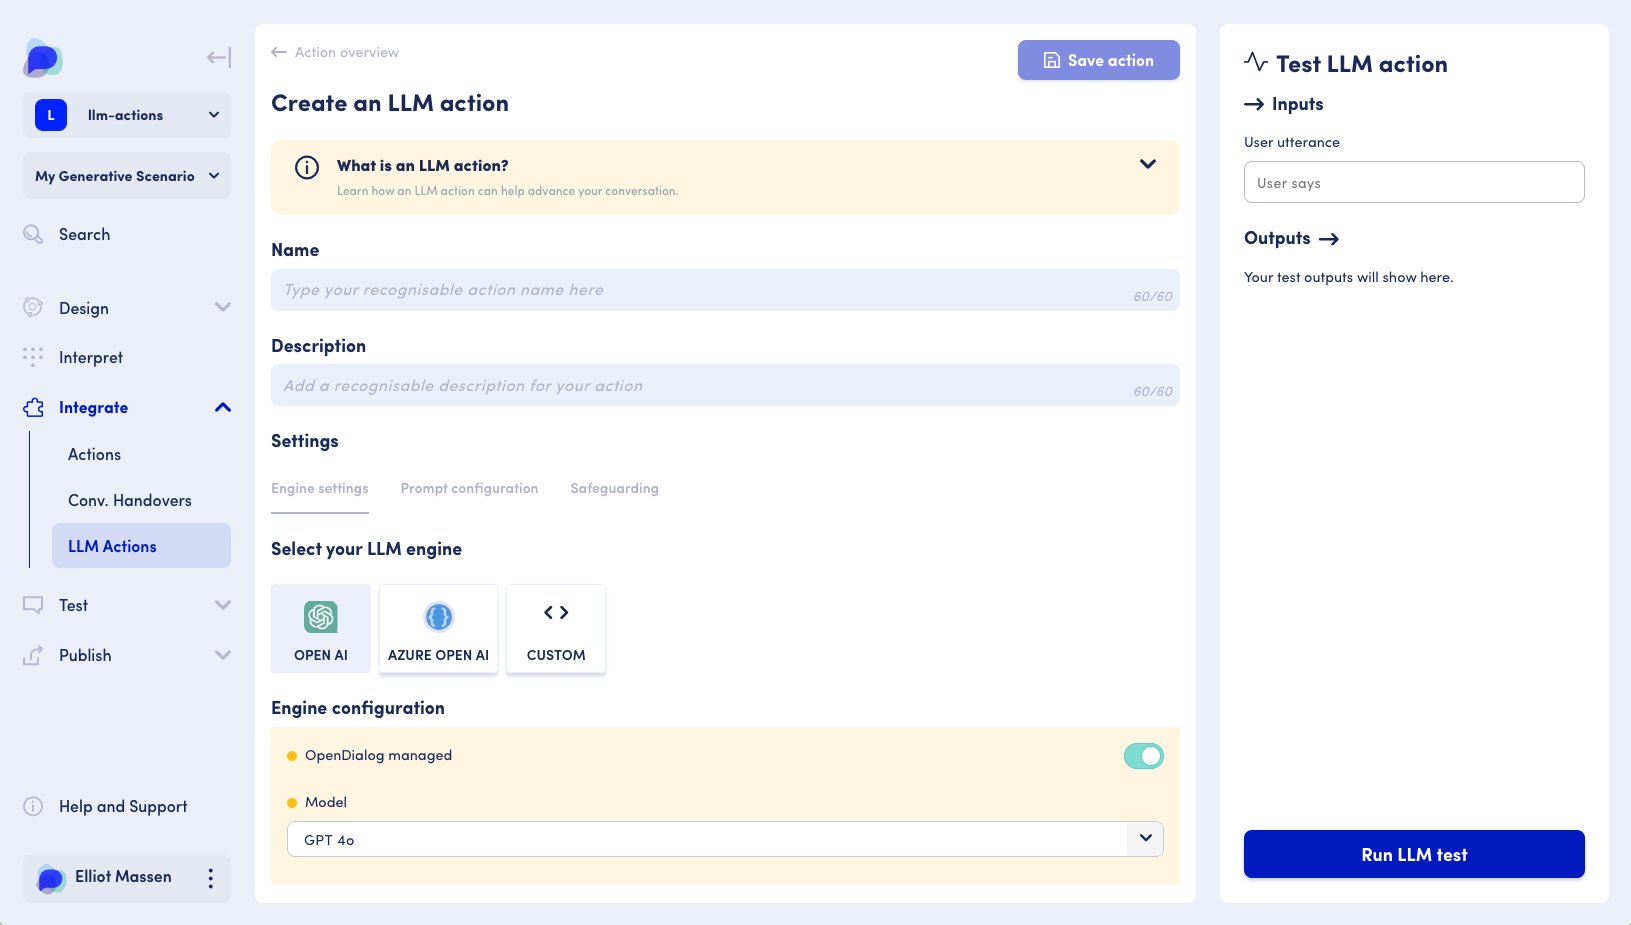 L
llm-actions
My Generative Scenario
Search
Design
Interpret
Integrate
Actions
Conv. Handovers
LLM Actions
Test
Publish
Help and Support
Elliot Massen
Action overview
Save action
Create an LLM action
What is an LLM action?
Learn how an LLM action can help advance your conversation.
Name
Type your recognisable action name here
60/60
Description
Add a recognisable description for your action
60/60
Settings
Engine settings Prompt configuration Safeguarding
Select your LLM engine
OPEN AI AZURE OPEN AI CUSTOM
Engine configuration
OpenDialog managed
Model
GPT 4o
Test LLM action
Inputs
User utterance
User says
Outputs
Your test outputs will show here.
Run LLM test